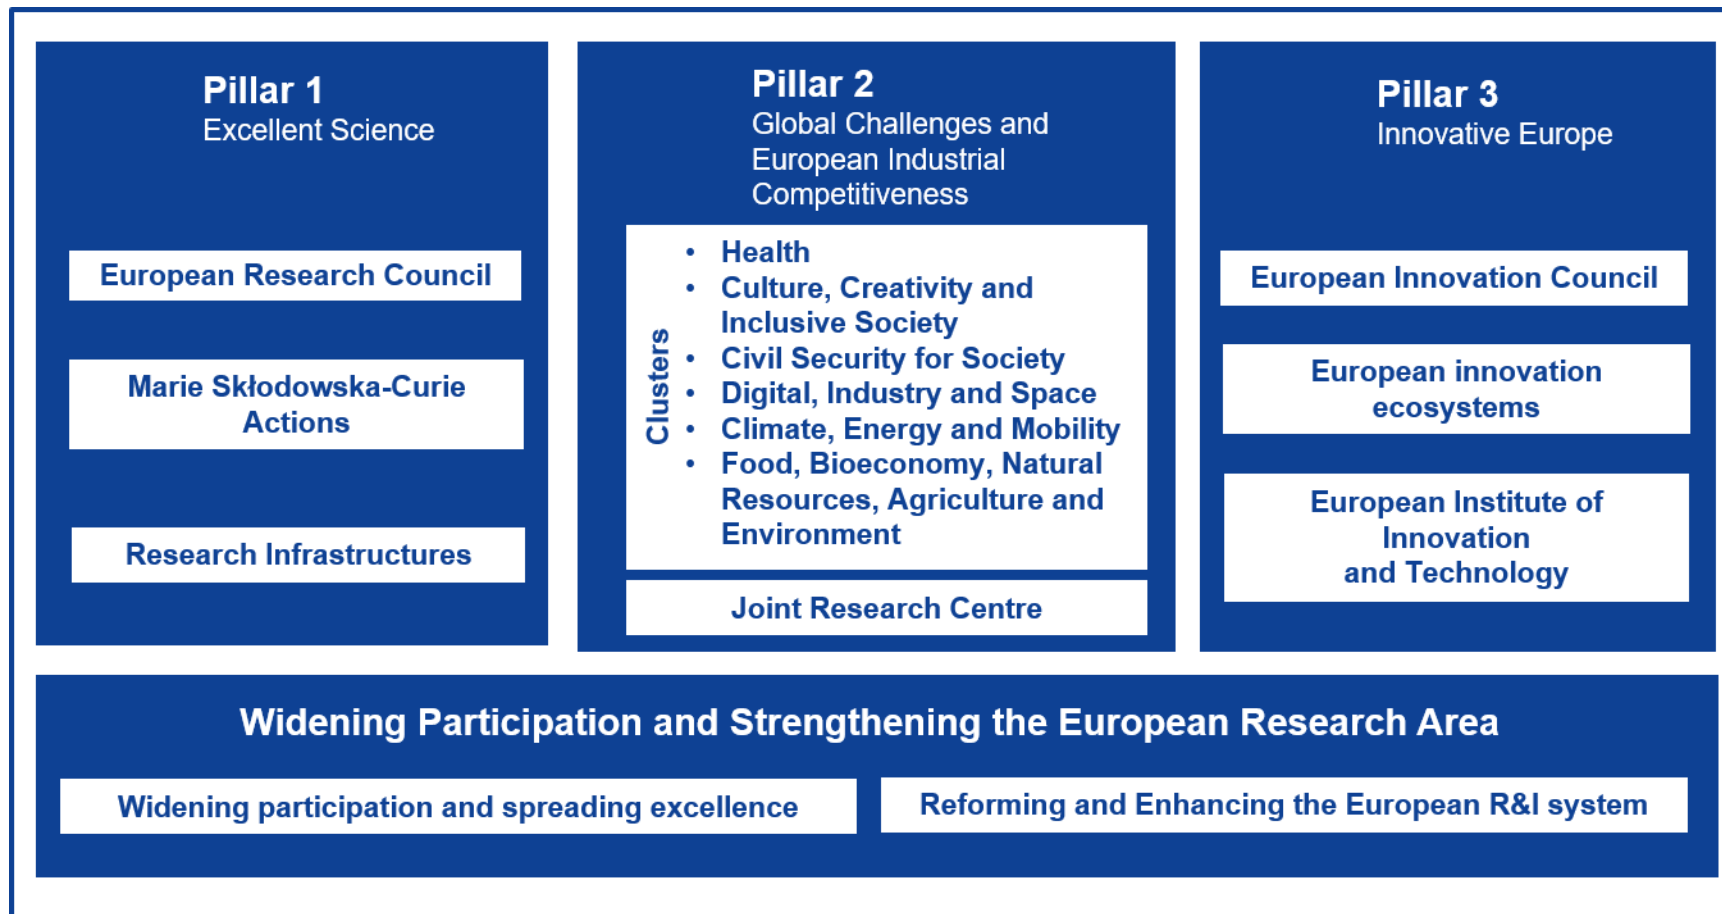 Pillar 1
Excellent Science
European Research Council
Marie Skłodowska-Curie
Actions
Research Infrastructures
Pillar 2
Global Challenges and
European Industrial
Competitiveness
Clusters
• Health
• Culture, Creativity and
Inclusive Society
• Civil Security for Society
• Digital, Industry and Space
• Climate, Energy and Mobility
• Food, Bioeconomy, Natural
Resources, Agriculture and
Environment
Joint Research Centre
Pillar 3
Innovative Europe
European Innovation Council
European innovation
ecosystems
European Institute of
Innovation
and Technology
Widening Participation and Strengthening the European Research Area
Widening participation and spreading excellence
Reforming and Enhancing the European R&I system